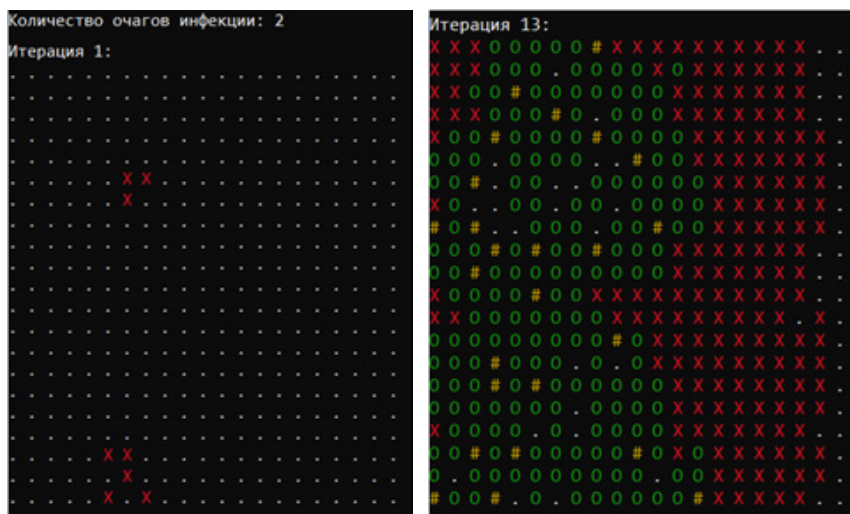 Количество очагов инфекции: 2
Итерация 1:
. . . . . . . . . . . . . . . . . . . . .
. . . . . . . . . . . . . . . . . . . . .
. . . . . . . . . . . . . . . . . . . . .
. . . . . . . . . . . . . . . . . . . . .
. . . . . . . . . . . . . . . . . . . . .
. . . . . . X X . . . . . . . . . . . . .
. . . . . . X . . . . . . . . . . . . . .
. . . . . . . . . . . . . . . . . . . . .
. . . . . . . . . . . . . . . . . . . . .
. . . . . . . . . . . . . . . . . . . . .
. . . . . . . . . . . . . . . . . . . . .
. . . . . . . . . . . . . . . . . . . . .
. . . . . . . . . . . . . . . . . . . . .
. . . . . . . . . . . . . . . . . . . . .
. . . . . . . . . . . . . . . . . . . . .
. . . . . . . . . . . . . . . . . . . . .
. . . . . . . . . . . . . . . . . . . . .
. . . . . . . . . . . . . . . . . . . . .
. . . . . X X . . . . . . . . . . . . . .
. . . . . . X . . . . . . . . . . . . . .
. . . . . X . X . . . . . . . . . . . . .
Итерация 13:
X X X O O O O O # X X X X X X X X X X . .
X X X O O O . O O O O X O X X X X X X . .
X X O O # O O O O O O O X X X X X X X . .
X X X O O O # O . O O O X X X X X X X . .
X O O # O O O O # O O O O X X X X X X X .
O O O . O O O O . . # O O X X X X X X . .
O O # . O O . . O O O O O O X X X X X X .
X O . . O O . O O . O O O O X X X X X X .
# O # . . O O O . O O # O O X X X X X X .
O O O # O # O O # O O O X X X X X X X . .
O O # O O O O O O O O O X X X X X X X . .
X O O O O # O O X X X X X X X X X X X . .
X X O O O O O O O X X X X X X X X X . X .
O O O O O O O O O # O X X X X X X X X . .
O O O # O O O . O . O X X X X X X X X . .
O O O # O # O O O O O O X X X X X X X . .
O O O O O O O . O O O O X X X X X X X X .
X O O O O . O . O O O O X X X X X X X . .
O O # O # O O O O O # O X O X X X X X . .
O . O O O O O O O O O . O O X X X X X X .
# O O # . O . O O O O O O # X X X X X . .